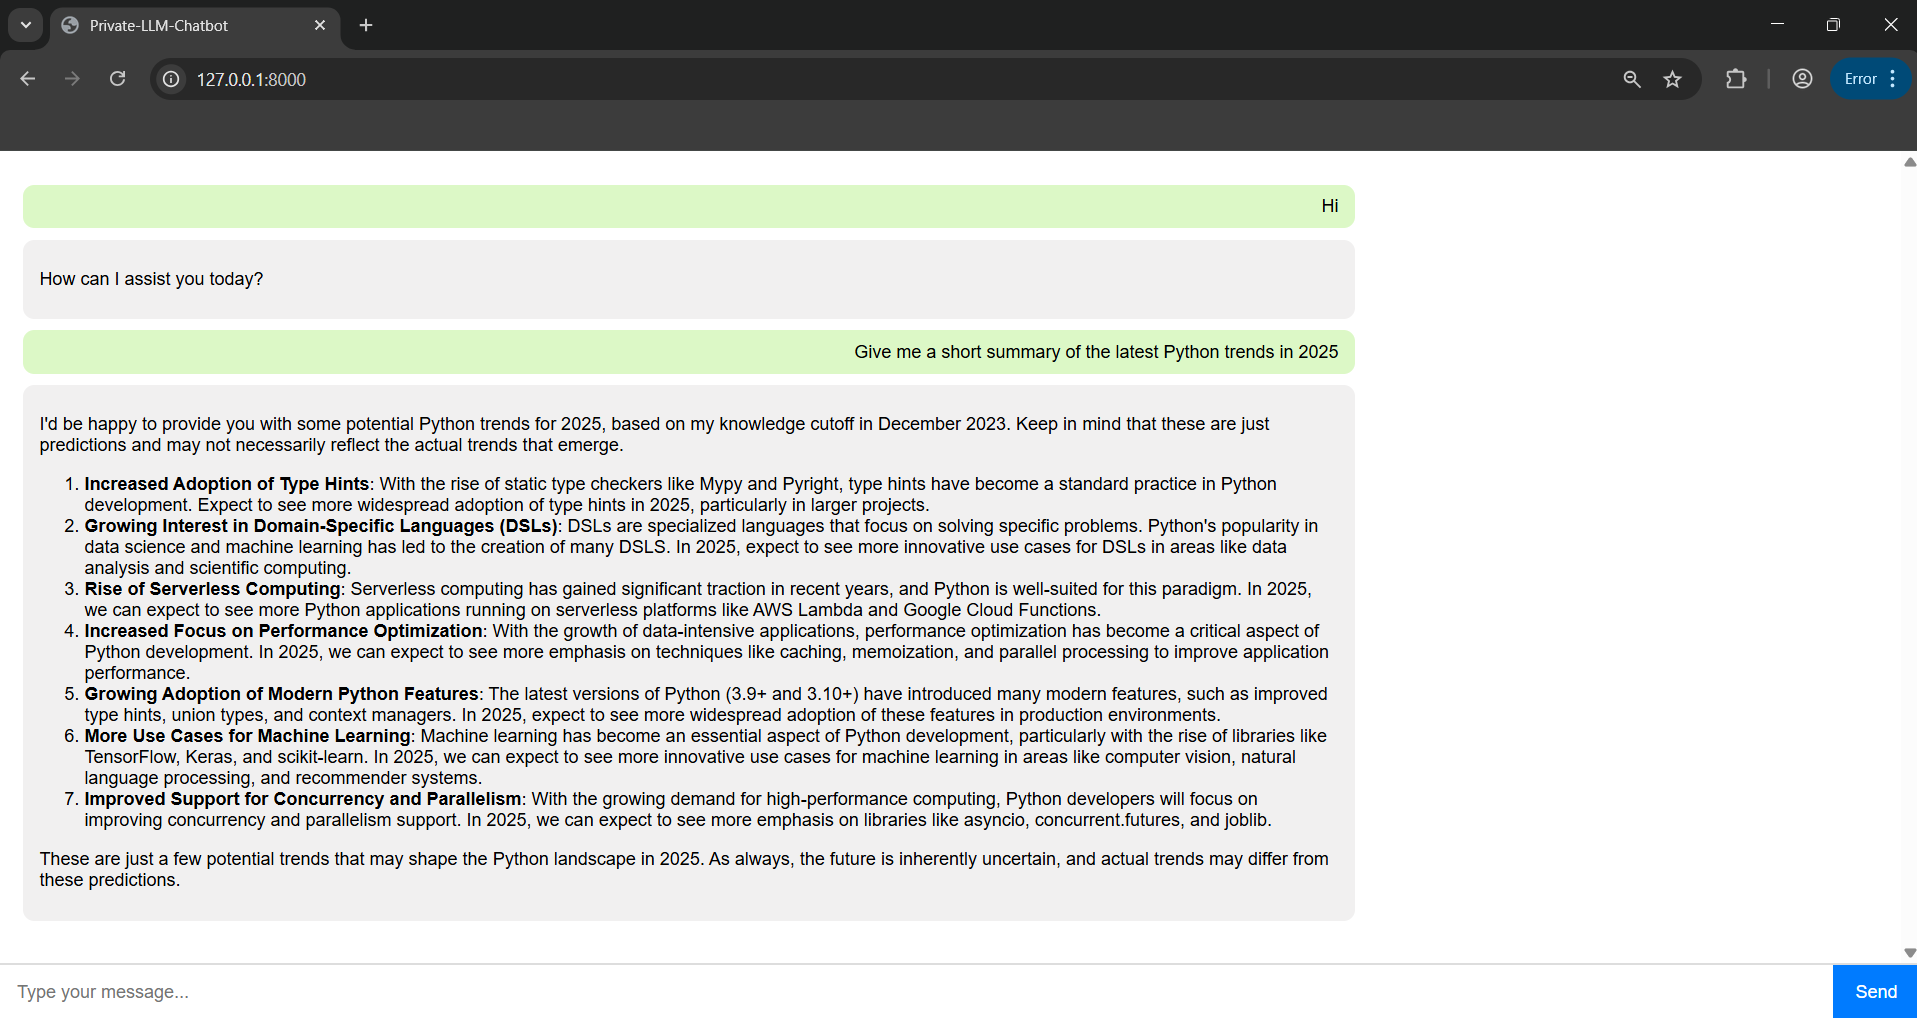 Private-LLM-Chatbot
127.0.0.1:8000
Error
Hi
How can I assist you today?
Give me a short summary of the latest Python trends in 2025
I'd be happy to provide you with some potential Python trends for 2025, based on my knowledge cutoff in December 2023. Keep in mind that these are just
predictions and may not necessarily reflect the actual trends that emerge.
1. Increased Adoption of Type Hints: With the rise of static type checkers like Mypy and Pyright, type hints have become a standard practice in Python
development. Expect to see more widespread adoption of type hints in 2025, particularly in larger projects.
2. Growing Interest in Domain-Specific Languages (DSLs): DSLs are specialized languages that focus on solving specific problems. Python's popularity in
data science and machine learning has led to the creation of many DSLS. In 2025, expect to see more innovative use cases for DSLs in areas like data
analysis and scientific computing.
3. Rise of Serverless Computing: Serverless computing has gained significant traction in recent years, and Python is well-suited for this paradigm. In 2025,
we can expect to see more Python applications running on serverless platforms like AWS Lambda and Google Cloud Functions.
4. Increased Focus on Performance Optimization: With the growth of data-intensive applications, performance optimization has become a critical aspect of
Python development. In 2025, we can expect to see more emphasis on techniques like caching, memoization, and parallel processing to improve application
performance.
5. Growing Adoption of Modern Python Features: The latest versions of Python (3.9+ and 3.10+) have introduced many modern features, such as improved
type hints, union types, and context managers. In 2025, expect to see more widespread adoption of these features in production environments.
6. More Use Cases for Machine Learning: Machine learning has become an essential aspect of Python development, particularly with the rise of libraries like
TensorFlow, Keras, and scikit-learn. In 2025, we can expect to see more innovative use cases for machine learning in areas like computer vision, natural
language processing, and recommender systems.
7. Improved Support for Concurrency and Parallelism: With the growing demand for high-performance computing, Python developers will focus on
improving concurrency and parallelism support. In 2025, we can expect to see more emphasis on libraries like asyncio, concurrent.futures, and joblib.
These are just a few potential trends that may shape the Python landscape in 2025. As always, the future is inherently uncertain, and actual trends may differ from
these predictions.
Type your message...
Send